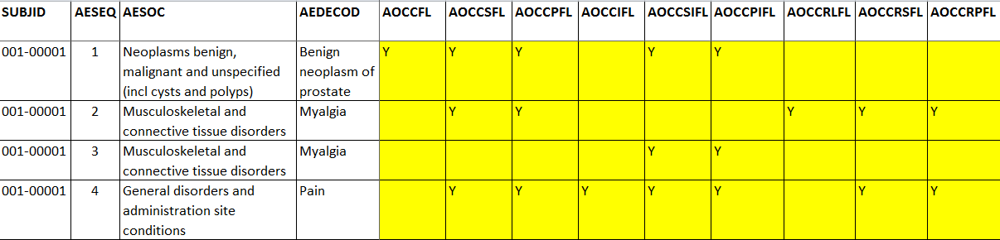 SUBJID AESEQ AESOC AEDECOD AOCCFL AOCCSFL AOCCPFL AOCCIFL AOCCSIFL AOCCPIFL AOCCRLFL AOCCRSFL AOCCRPFL
001-00001 1 Neoplasms benign, Benign Y Y Y Y Y
malignant and unspecified neoplasm of
(incl cysts and polyps) prostate
001-00001 2 Musculoskeletal and Myalgia Y Y Y Y Y
connective tissue disorders
001-00001 3 Musculoskeletal and Myalgia Y Y
connective tissue disorders
001-00001 4 General disorders and Pain Y Y Y Y Y Y Y
administration site
conditions